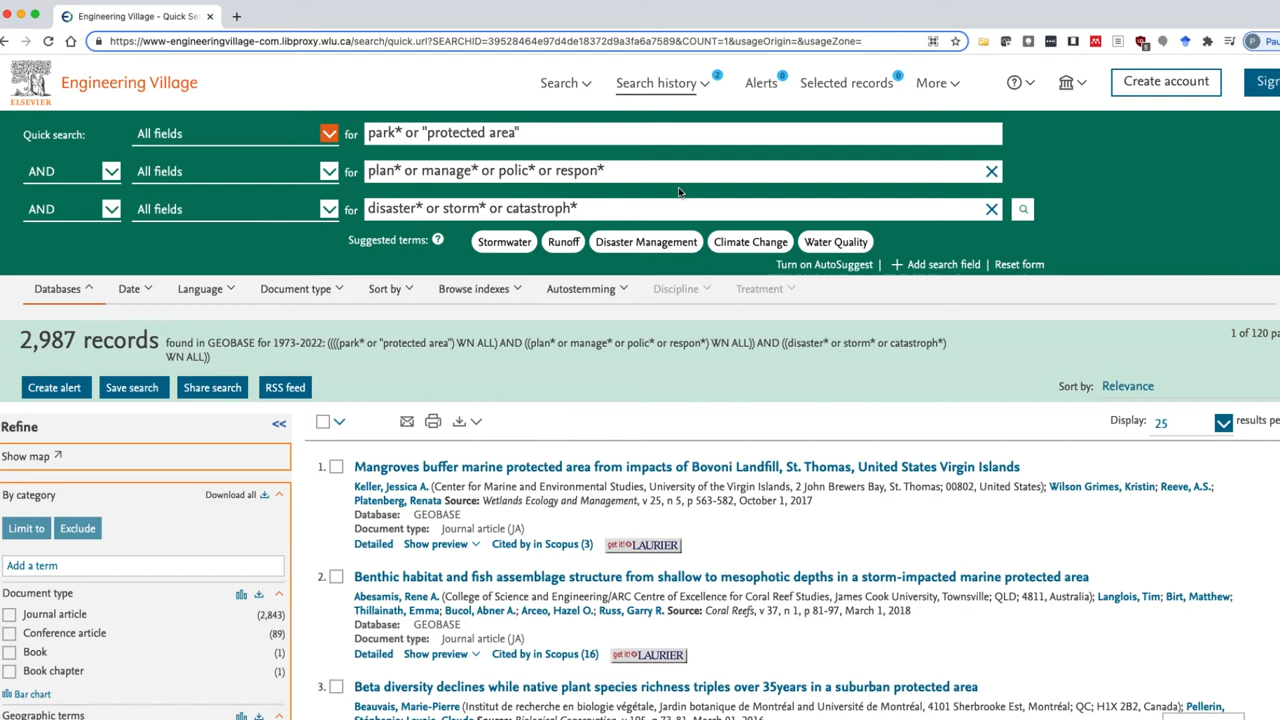 Engineering Village - Quick Se
https://www-engineeringvillage-com.libproxy.wlu.ca/search/quick.url?SEARCHID=39528464e97d4de18372d9a3fa6a7589&COUNT=1&usageOrigin=&usageZone=
P Pau
ELSEVIER
Engineering Village
Search Search history 2 Alerts 0 Selected records 0 More ? Create account Sign
Quick search: All fields for park* or "protected area"
AND All fields for plan* or manage* or polic* or respon*
AND All fields for disaster* or storm* or catastroph*
Suggested terms: ? Stormwater Runoff Disaster Management Climate Change Water Quality
Turn on AutoSuggest | + Add search field | Reset form
Databases Date Language Document type Sort by Browse indexes Autostemming Discipline Treatment
2,987 records found in GEOBASE for 1973-2022: ((((park* or "protected area") WN ALL) AND ((plan* or manage* or polic* or respon*) WN ALL)) AND ((disaster* or storm* or catastroph*) 1 of 120 pa
WN ALL))
Create alert Save search Share search RSS feed Sort by: Relevance
Refine << Display: 25 results pe
Show map
By category Download all
Limit to Exclude
Add a term
Document type
Journal article (2,843)
Conference article (89)
Book (1)
Book chapter (1)
Bar chart
Geographic terms
1. Mangroves buffer marine protected area from impacts of Bovoni Landfill, St. Thomas, United States Virgin Islands
Keller, Jessica A. (Center for Marine and Environmental Studies, University of the Virgin Islands, 2 John Brewers Bay, St. Thomas; 00802, United States); Wilson Grimes, Kristin; Reeve, A.S.;
Platenberg, Renata Source: Wetlands Ecology and Management, v 25, n 5, p 563-582, October 1, 2017
Database: GEOBASE
Document type: Journal article (JA)
Detailed Show preview Cited by in Scopus (3) get it! LAURIER
2. Benthic habitat and fish assemblage structure from shallow to mesophotic depths in a storm-impacted marine protected area
Abesamis, Rene A. (College of Science and Engineering/ARC Centre of Excellence for Coral Reef Studies, James Cook University, Townsville; QLD; 4811, Australia); Langlois, Tim; Birt, Matthew;
Thillainath, Emma; Bucol, Abner A.; Arceo, Hazel O.; Russ, Garry R. Source: Coral Reefs, v 37, n 1, p 81-97, March 1, 2018
Database: GEOBASE
Document type: Journal article (JA)
Detailed Show preview Cited by in Scopus (16) get it! LAURIER
3. Beta diversity declines while native plant species richness triples over 35years in a suburban protected area
Beauvais, Marie-Pierre (Institut de recherche en biologie végétale, Jardin botanique de Montréal and Université de Montréal, 4101 Sherbrooke Est, Montréal; QC; H1X 2B2, Canada); Pellerin,